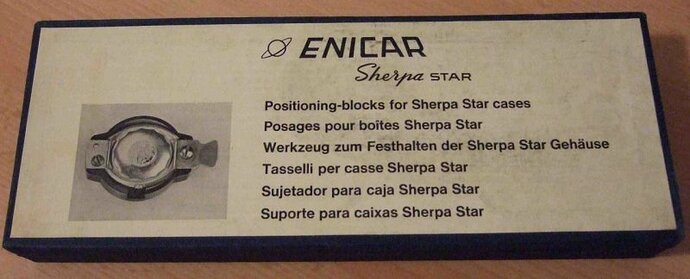 ENICAR
Sherpa STAR
Positioning-blocks for Sherpa Star cases
Posages pour boîtes Sherpa Star
Werkzeug zum Festhalten der Sherpa Star Gehäuse
Tasselli per casse Sherpa Star
Sujetador para caja Sherpa Star
Suporte para caixas Sherpa Star